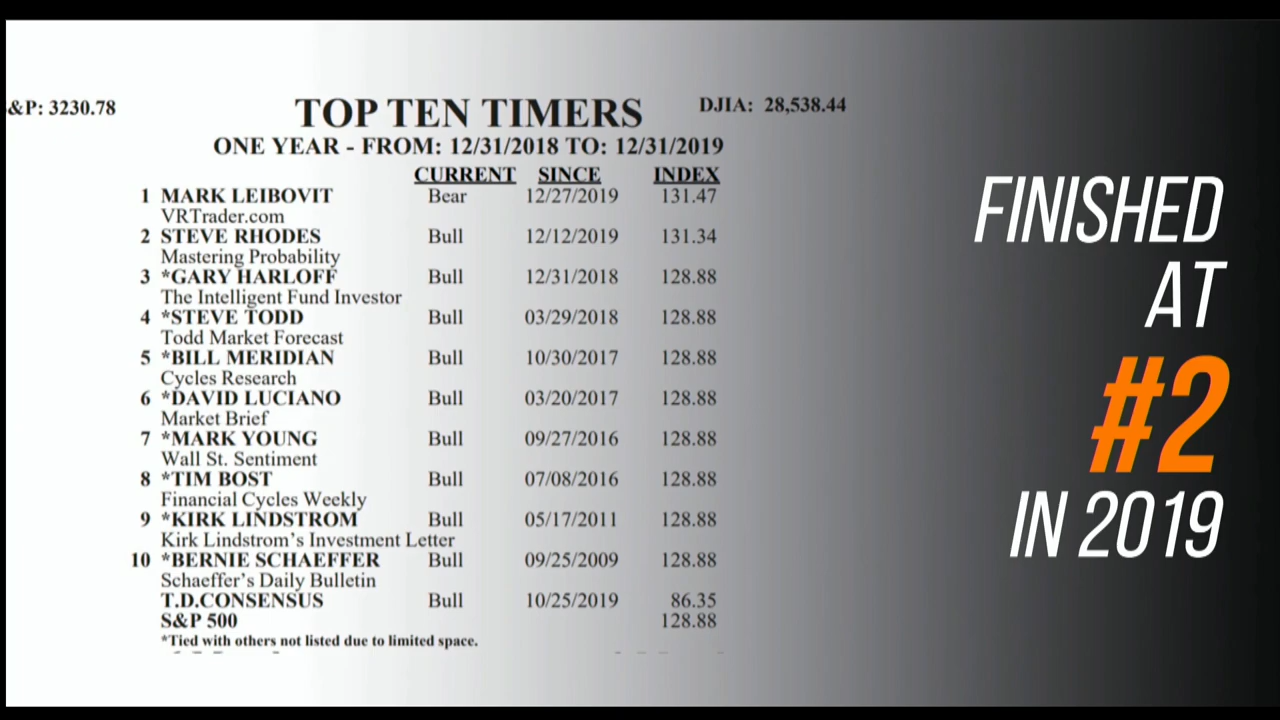 &P: 3230.78
TOP TEN TIMERS
DJIA: 28,538.44
ONE YEAR - FROM: 12/31/2018 TO: 12/31/2019
CURRENT SINCE INDEX
1 MARK LEIBOVIT Bear 12/27/2019 131.47
VRTrader.com
2 STEVE RHODES Bull 12/12/2019 131.34
Mastering Probability
3 *GARY HARLOFF Bull 12/31/2018 128.88
The Intelligent Fund Investor
4 *STEVE TODD Bull 03/29/2018 128.88
Todd Market Forecast
5 *BILL MERIDIAN Bull 10/30/2017 128.88
Cycles Research
6 *DAVID LUCIANO Bull 03/20/2017 128.88
Market Brief
7 *MARK YOUNG Bull 09/27/2016 128.88
Wall St. Sentiment
8 *TIM BOST Bull 07/08/2016 128.88
Financial Cycles Weekly
9 *KIRK LINDSTROM Bull 05/17/2011 128.88
Kirk Lindstrom's Investment Letter
10 *BERNIE SCHAEFFER Bull 09/25/2009 128.88
Schaeffer's Daily Bulletin
T.D.CONSENSUS Bull 10/25/2019 86.35
S&P 500 128.88
*Tied with others not listed due to limited space.
FINISHED
AT
#2
IN 2019